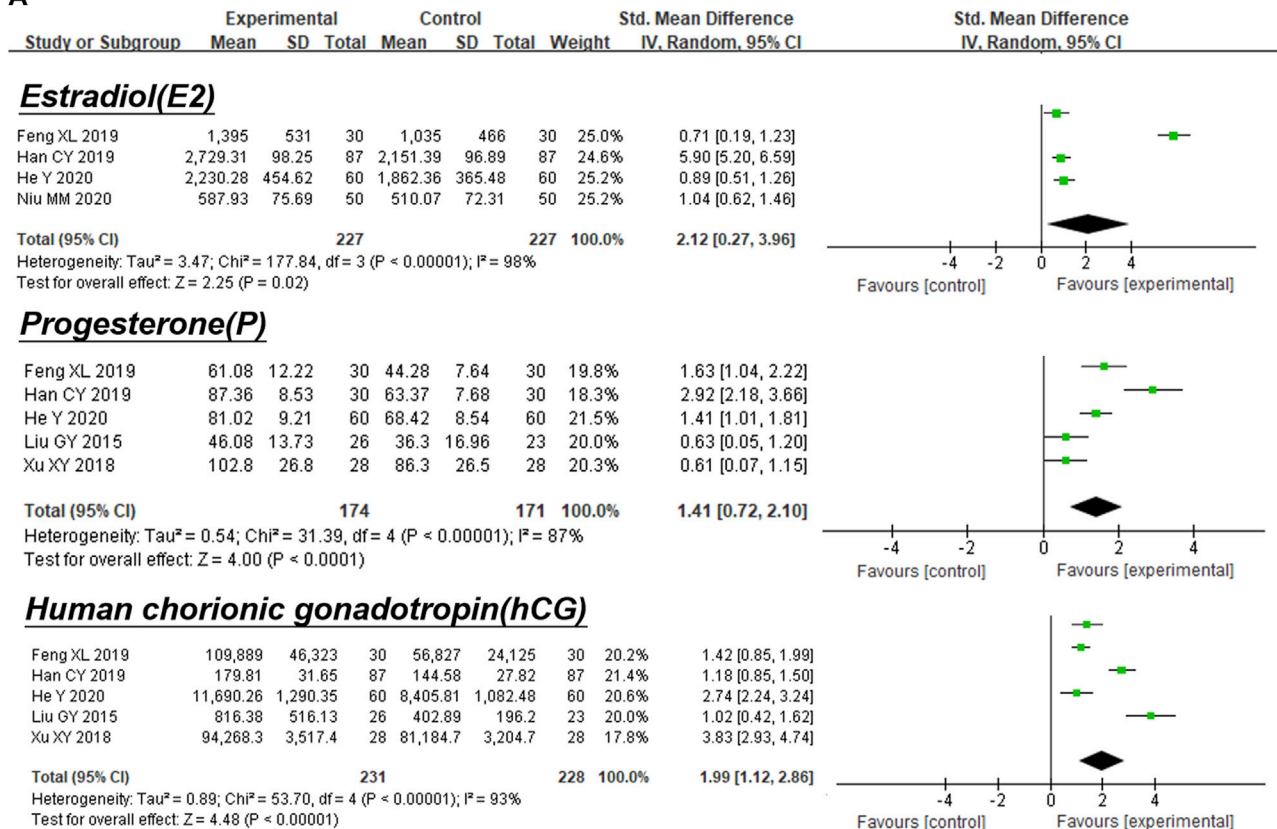 A
Experimental Control Std. Mean Difference Std. Mean Difference
Study or Subgroup Mean SD Total Mean SD Total Weight IV, Random, 95% CI IV, Random, 95% CI
Estradiol(E2)
Feng XL 2019 1,395 531 30 1,035 466 30 25.0% 0.71 [0.19, 1.23]
Han CY 2019 2,729.31 98.25 87 2,151.39 96.89 87 24.6% 5.90 [5.20, 6.59]
He Y 2020 2,230.28 454.62 60 1,862.36 365.48 60 25.2% 0.89 [0.51, 1.26]
Niu MM 2020 587.93 75.69 50 510.07 72.31 50 25.2% 1.04 [0.62, 1.46]
Total (95% CI) 227 227 100.0% 2.12 [0.27, 3.96]
Heterogeneity: Tau² = 3.47; Chi² = 177.84, df = 3 (P < 0.00001); I² = 98%
Test for overall effect: Z = 2.25 (P = 0.02)
-4 -2 0 2 4
Favours [control] Favours [experimental]
Progesterone(P)
Feng XL 2019 61.08 12.22 30 44.28 7.64 30 19.8% 1.63 [1.04, 2.22]
Han CY 2019 87.36 8.53 30 63.37 7.68 30 18.3% 2.92 [2.18, 3.66]
He Y 2020 81.02 9.21 60 68.42 8.54 60 21.5% 1.41 [1.01, 1.81]
Liu GY 2015 46.08 13.73 26 36.3 16.96 23 20.0% 0.63 [0.05, 1.20]
Xu XY 2018 102.8 26.8 28 86.3 26.5 28 20.3% 0.61 [0.07, 1.15]
Total (95% CI) 174 171 100.0% 1.41 [0.72, 2.10]
Heterogeneity: Tau² = 0.54; Chi² = 31.39, df = 4 (P < 0.00001); I² = 87%
Test for overall effect: Z = 4.00 (P < 0.0001)
-4 -2 0 2 4
Favours [control] Favours [experimental]
Human chorionic gonadotropin(hCG)
Feng XL 2019 109,889 46,323 30 56,827 24,125 30 20.2% 1.42 [0.85, 1.99]
Han CY 2019 179.81 31.65 87 144.58 27.82 87 21.4% 1.18 [0.85, 1.50]
He Y 2020 11,690.26 1,290.35 60 8,405.81 1,082.48 60 20.6% 2.74 [2.24, 3.24]
Liu GY 2015 816.38 516.13 26 402.89 196.2 23 20.0% 1.02 [0.42, 1.62]
Xu XY 2018 94,268.3 3,517.4 28 81,184.7 3,204.7 28 17.8% 3.83 [2.93, 4.74]
Total (95% CI) 231 228 100.0% 1.99 [1.12, 2.86]
Heterogeneity: Tau² = 0.89; Chi² = 53.70, df = 4 (P < 0.00001); I² = 93%
Test for overall effect: Z = 4.48 (P < 0.00001)
-4 -2 0 2 4
Favours [control] Favours [experimental]